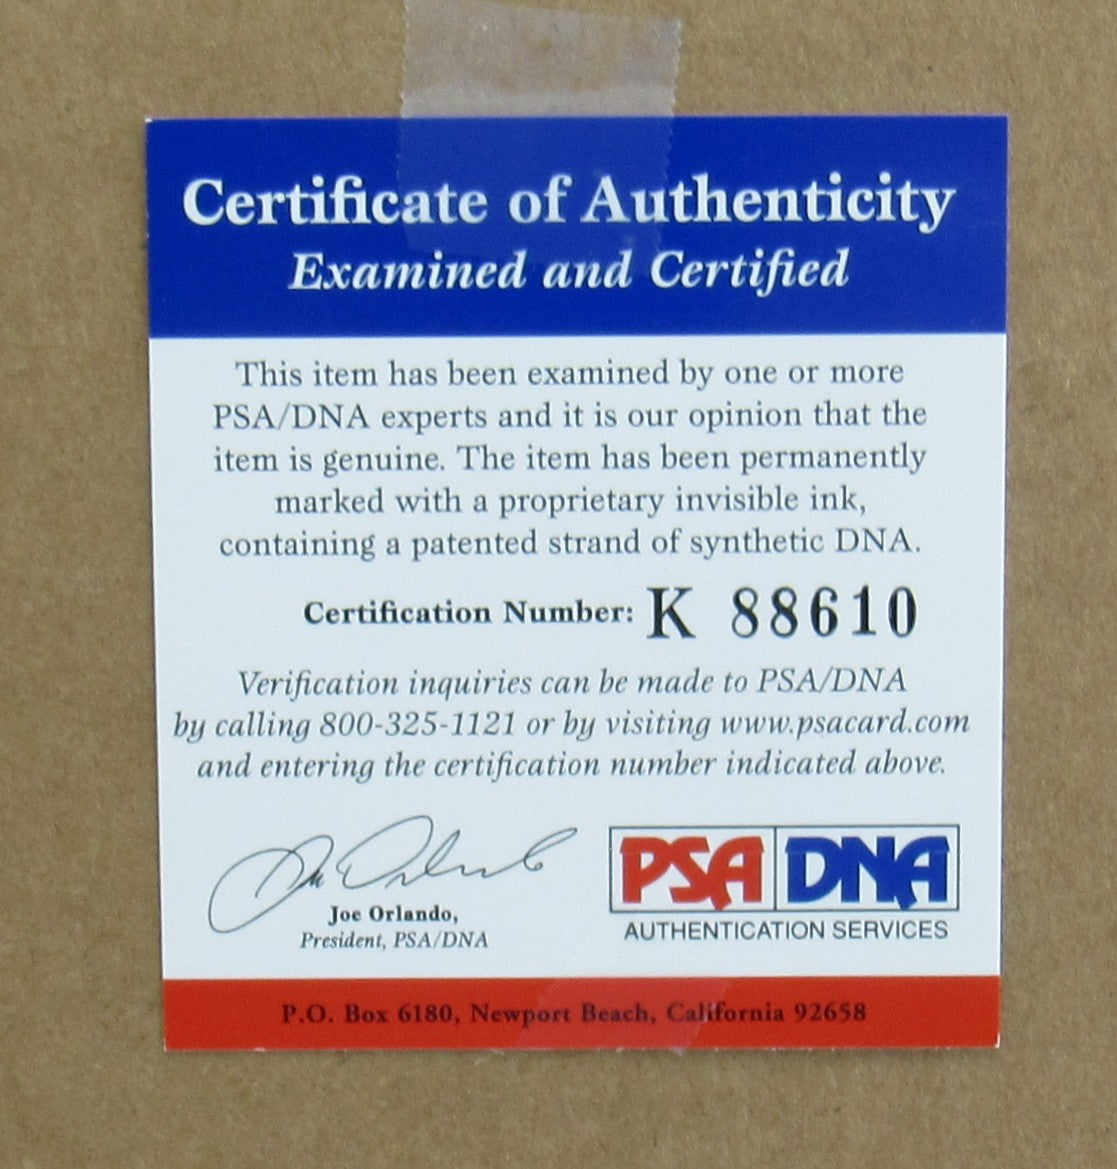 Certificate of Authenticity
Examined and Certified
This item has been examined by one or more
PSA/DNA experts and it is our opinion that the
item is genuine. The item has been permanently
marked with a proprietary invisible ink,
containing a patented strand of synthetic DNA.
Certification Number: K 88610
Verification inquiries can be made to PSA/DNA
by calling 800-325-1121 or by visiting www.psacard.com
and entering the certification number indicated above.
Joe Orlando,
President, PSA/DNA
PSA DNA
AUTHENTICATION SERVICES
P.O. Box 6180, Newport Beach, California 92658